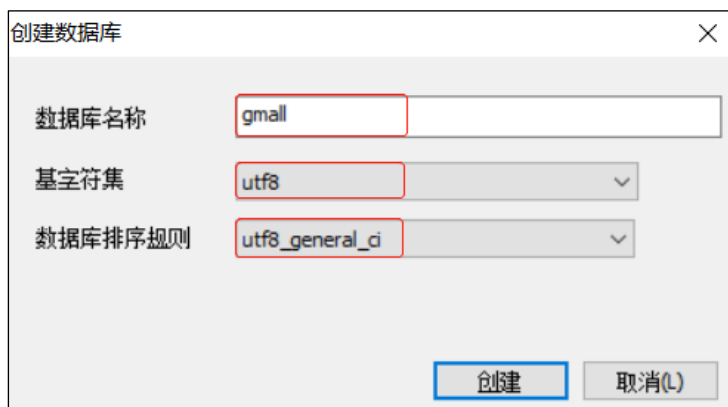 创建数据库
数据库名称 gmall
基字符集 utf8
数据库排序规则 utf8_general_ci
创建 取消(L)